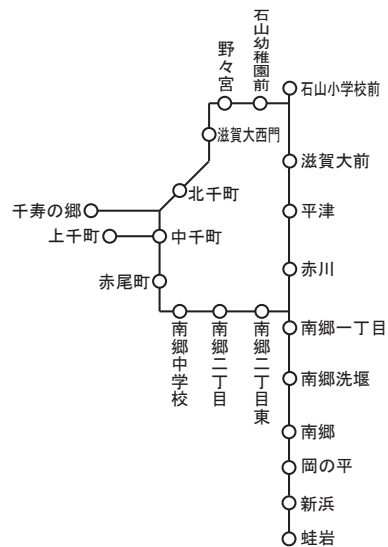 石山幼稚園前
野々宮
石山小学校前
滋賀大西門
滋賀大前
北千町
千寿の郷
平津
上千町
中千町
赤川
赤尾町
南郷中学校
南郷二丁目
南郷二丁目東
南郷一丁目
南郷洗堰
南郷
岡の平
新浜
蛙岩